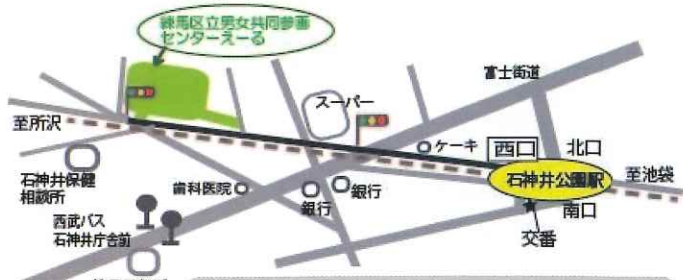 練馬区立男女共同参画
センターえーる
富士街道
スーパー
至所沢
ケーキ
西口
北口
石神井公園駅
至池袋
石神井保健
相談所
歯科医院
銀行
銀行
南口
交番
西武バス
石神井庁舎前